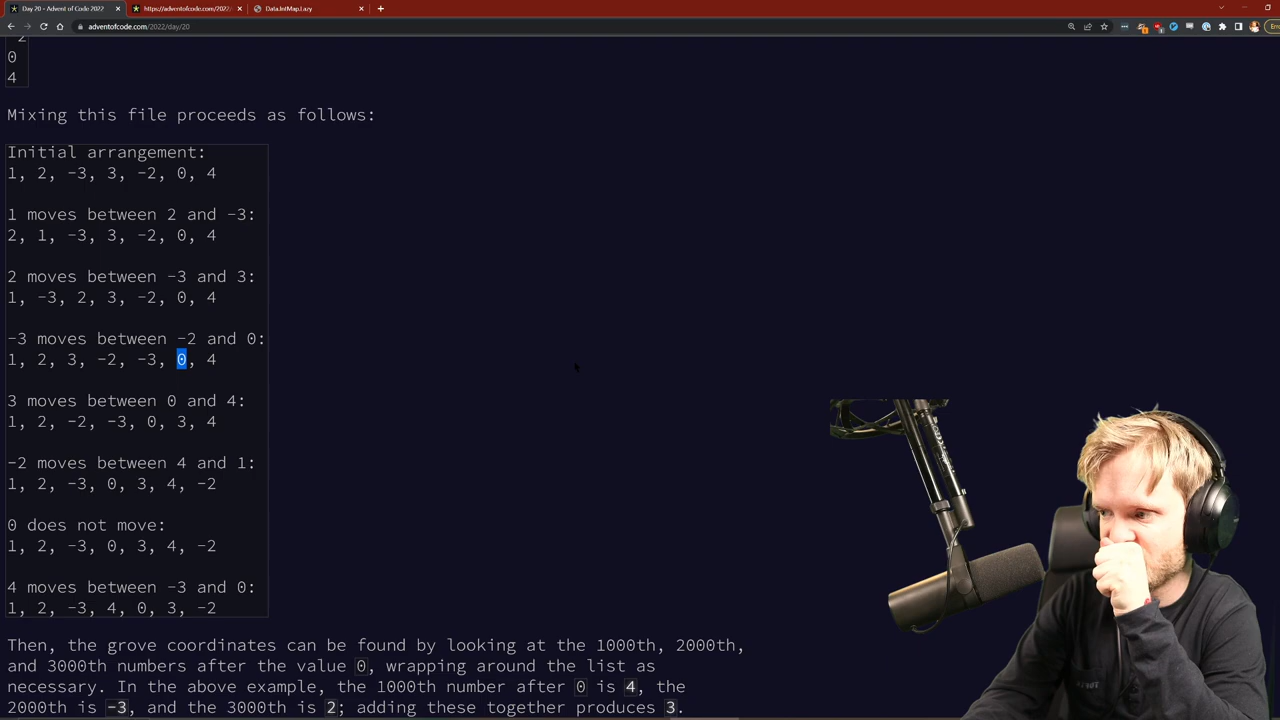 Day 20 - Advent of Code 2022
https://adventofcode.com/2022/
Data.IntMap.Lazy
adventofcode.com/2022/day/20
0
4
Mixing this file proceeds as follows:
Initial arrangement:
1, 2, -3, 3, -2, 0, 4
1 moves between 2 and -3:
2, 1, -3, 3, -2, 0, 4
2 moves between -3 and 3:
1, -3, 2, 3, -2, 0, 4
-3 moves between -2 and 0:
1, 2, 3, -2, -3, 0, 4
3 moves between 0 and 4:
1, 2, -2, -3, 0, 3, 4
-2 moves between 4 and 1:
1, 2, -3, 0, 3, 4, -2
0 does not move:
1, 2, -3, 0, 3, 4, -2
4 moves between -3 and 0:
1, 2, -3, 4, 0, 3, -2
Then, the grove coordinates can be found by looking at the 1000th, 2000th,
and 3000th numbers after the value 0, wrapping around the list as
necessary. In the above example, the 1000th number after 0 is 4, the
2000th is -3, and the 3000th is 2; adding these together produces 3.